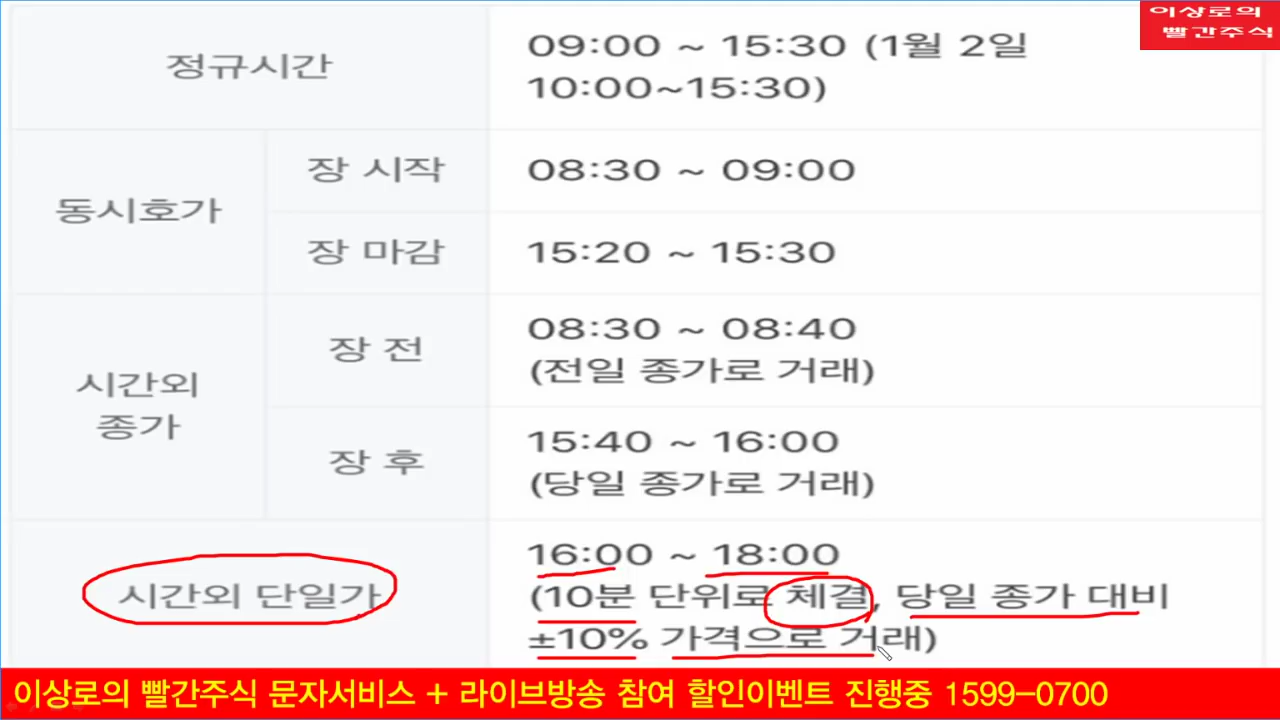 이상로의
빨간주식
정규시간
09:00 ~ 15:30 (1월 2일
10:00~15:30)
동시호가
장 시작
08:30 ~ 09:00
장 마감
15:20 ~ 15:30
시간외
종가
장 전
08:30 ~ 08:40
(전일 종가로 거래)
장 후
15:40 ~ 16:00
(당일 종가로 거래)
시간외 단일가
16:00 ~ 18:00
(10분 단위로 체결, 당일 종가 대비
±10% 가격으로 거래)
이상로의 빨간주식 문자서비스 + 라이브방송 참여 할인이벤트 진행중 1599-0700